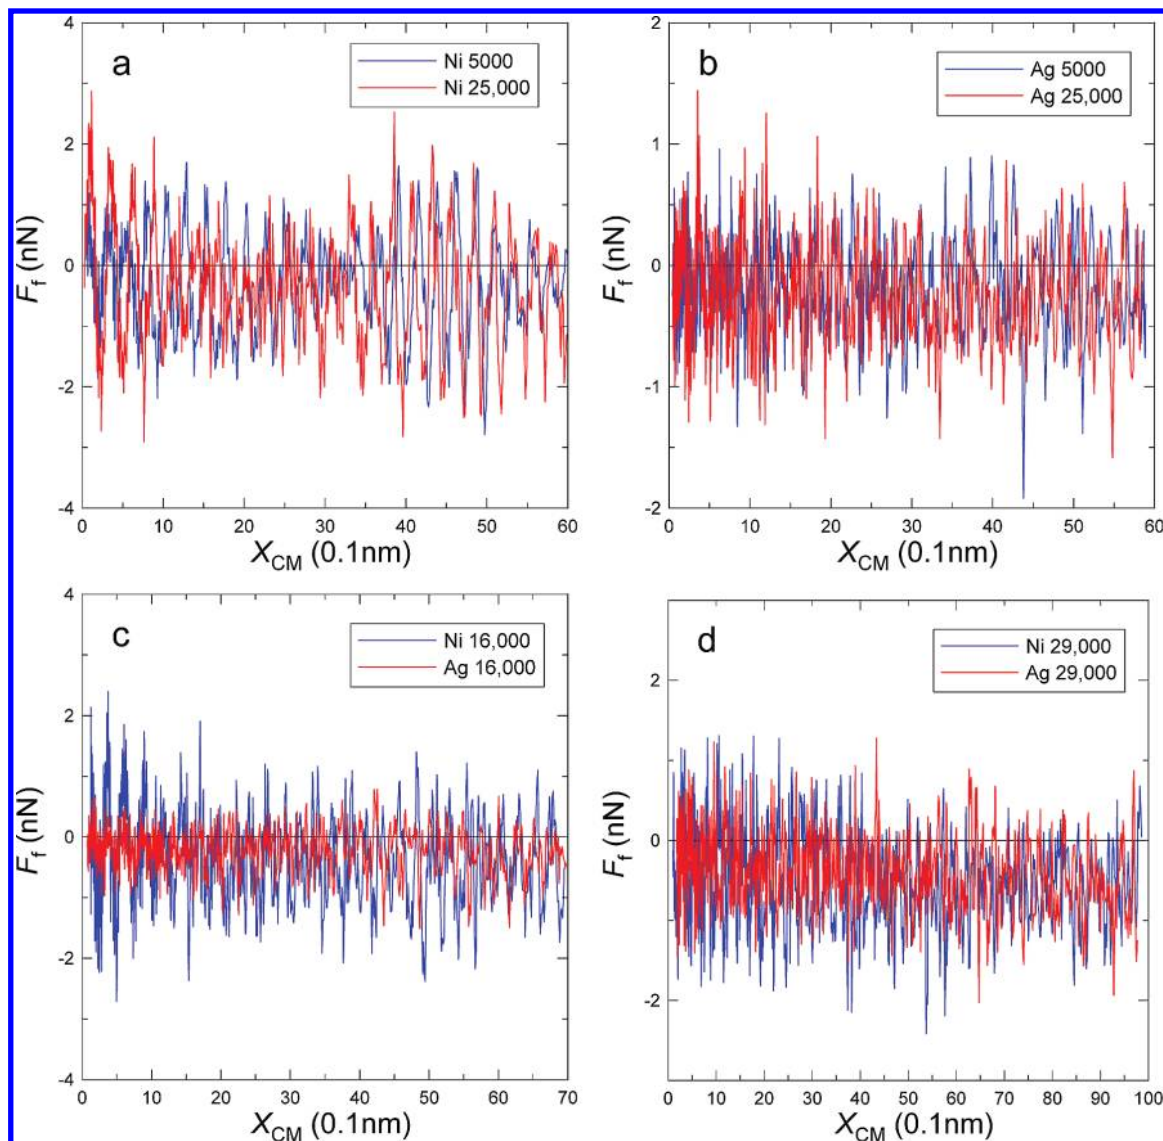 a
Ni 5000
Ni 25,000
4
2
0
-2
-4
F_f (nN)
0 10 20 30 40 50 60
X_CM (0.1nm)
b
Ag 5000
Ag 25,000
2
1
0
-1
-2
F_f (nN)
0 10 20 30 40 50 60
X_CM (0.1nm)
c
Ni 16,000
Ag 16,000
4
2
0
-2
-4
F_f (nN)
0 10 20 30 40 50 60 70
X_CM (0.1nm)
d
Ni 29,000
Ag 29,000
2
0
-2
F_f (nN)
0 10 20 30 40 50 60 70 80 90 100
X_CM (0.1nm)